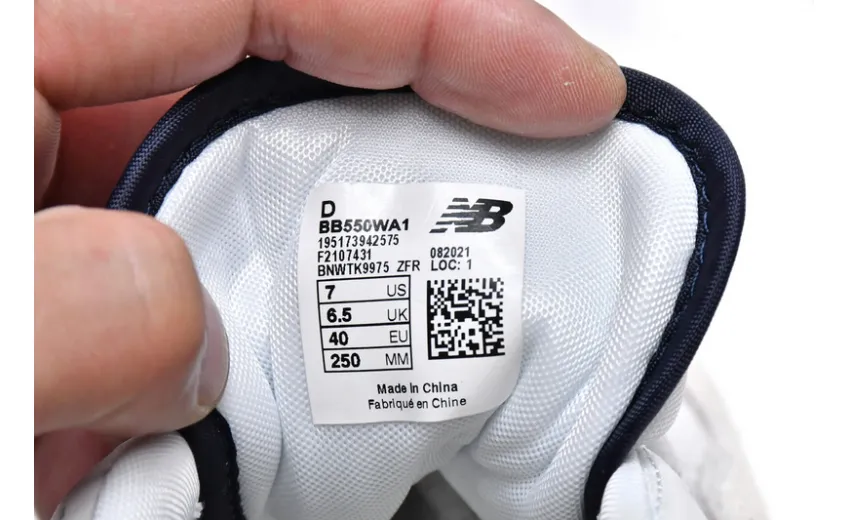 D
NB
BB550WA1
195173942575
F2107431
082021
BNWTK9975 ZFR LOC: 1
7 US
6.5 UK
40 EU
250 MM
Made in China
Fabriqué en Chine